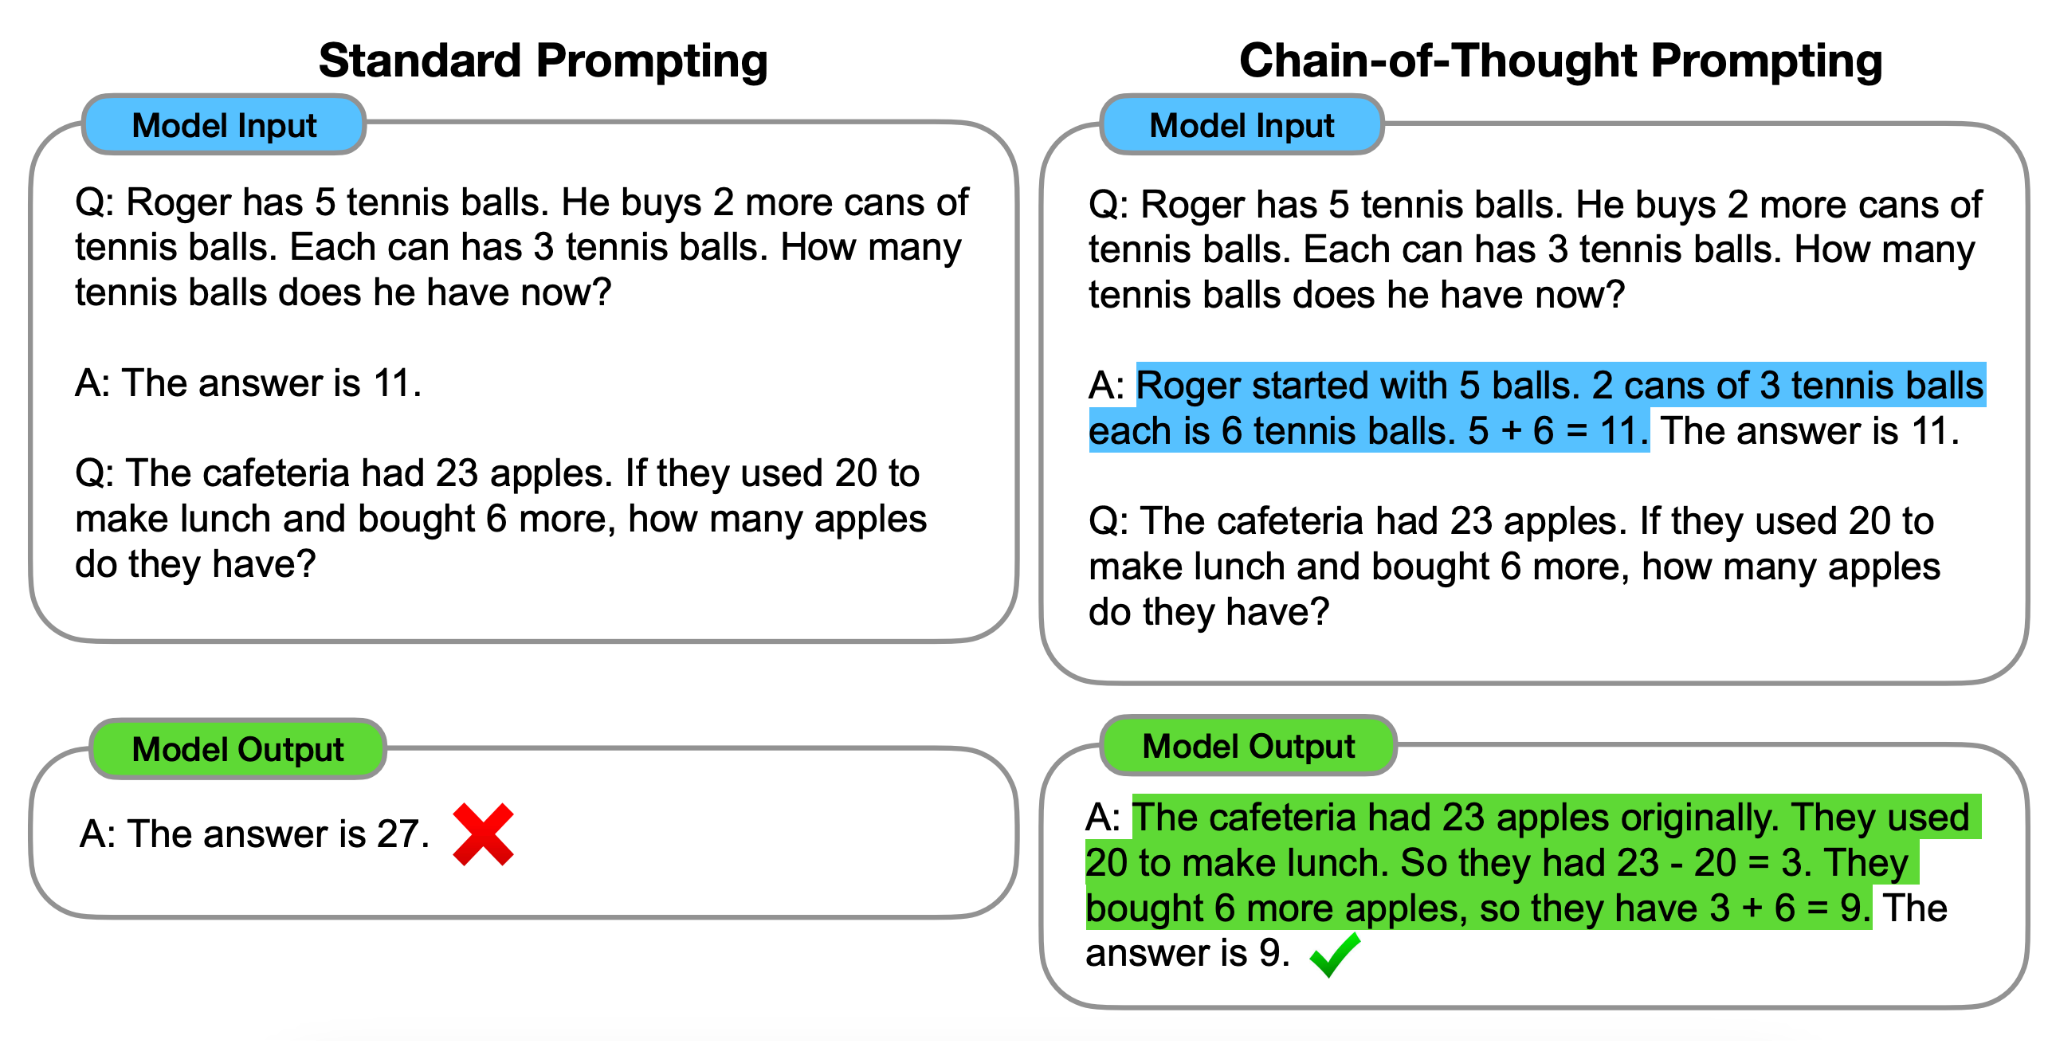 Standard Prompting
Model Input
Q: Roger has 5 tennis balls. He buys 2 more cans of
tennis balls. Each can has 3 tennis balls. How many
tennis balls does he have now?
A: The answer is 11.
Q: The cafeteria had 23 apples. If they used 20 to
make lunch and bought 6 more, how many apples
do they have?
Model Output
A: The answer is 27.
Chain-of-Thought Prompting
Model Input
Q: Roger has 5 tennis balls. He buys 2 more cans of
tennis balls. Each can has 3 tennis balls. How many
tennis balls does he have now?
A: Roger started with 5 balls. 2 cans of 3 tennis balls
each is 6 tennis balls. 5 + 6 = 11. The answer is 11.
Q: The cafeteria had 23 apples. If they used 20 to
make lunch and bought 6 more, how many apples
do they have?
Model Output
A: The cafeteria had 23 apples originally. They used
20 to make lunch. So they had 23 - 20 = 3. They
bought 6 more apples, so they have 3 + 6 = 9. The
answer is 9.